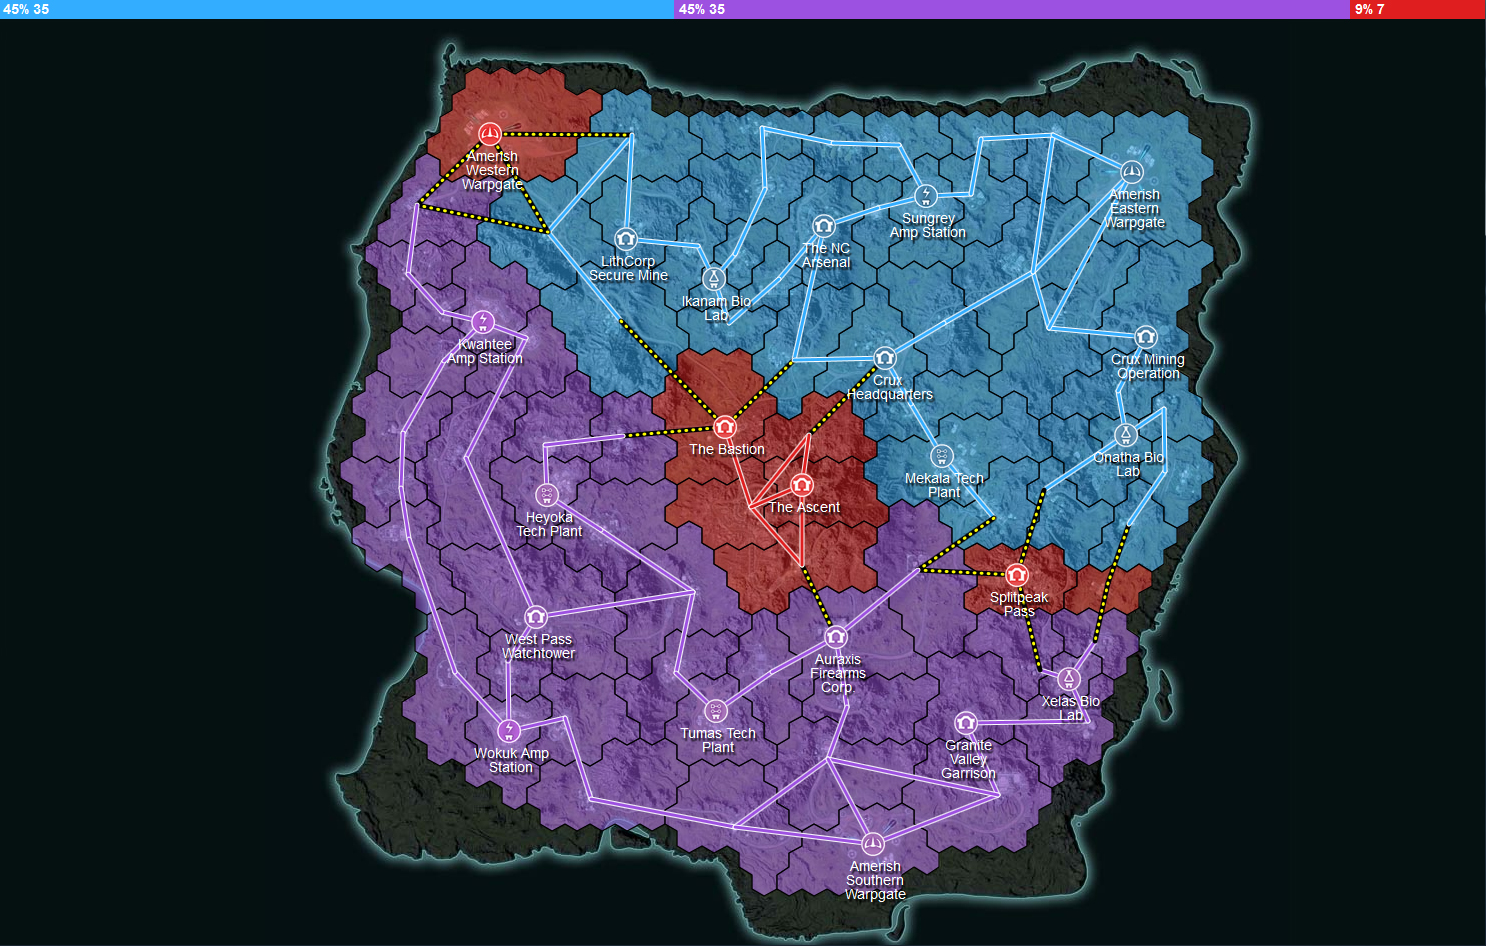 45% 35
45% 35
9% 7
Amerish
Western
Warpgate
Amerish
Eastern
Warpgate
Sungrey
Amp Station
The NC
Arsenal
LithCorp
Secure Mine
Ikanam Bio
Lab
Kwahtee
Amp Station
Crux Mining
Operation
Crux
Headquarters
The Bastion
Onatha Bio
Lab
Mekala Tech
Plant
The Ascent
Heyoka
Tech Plant
Splitpeak
Pass
West Pass
Watchtower
Auraxis
Firearms
Corp.
Xelas Bio
Lab
Tumas Tech
Plant
Granite
Valley
Garrison
Wokuk Amp
Station
Amerish
Southern
Warpgate